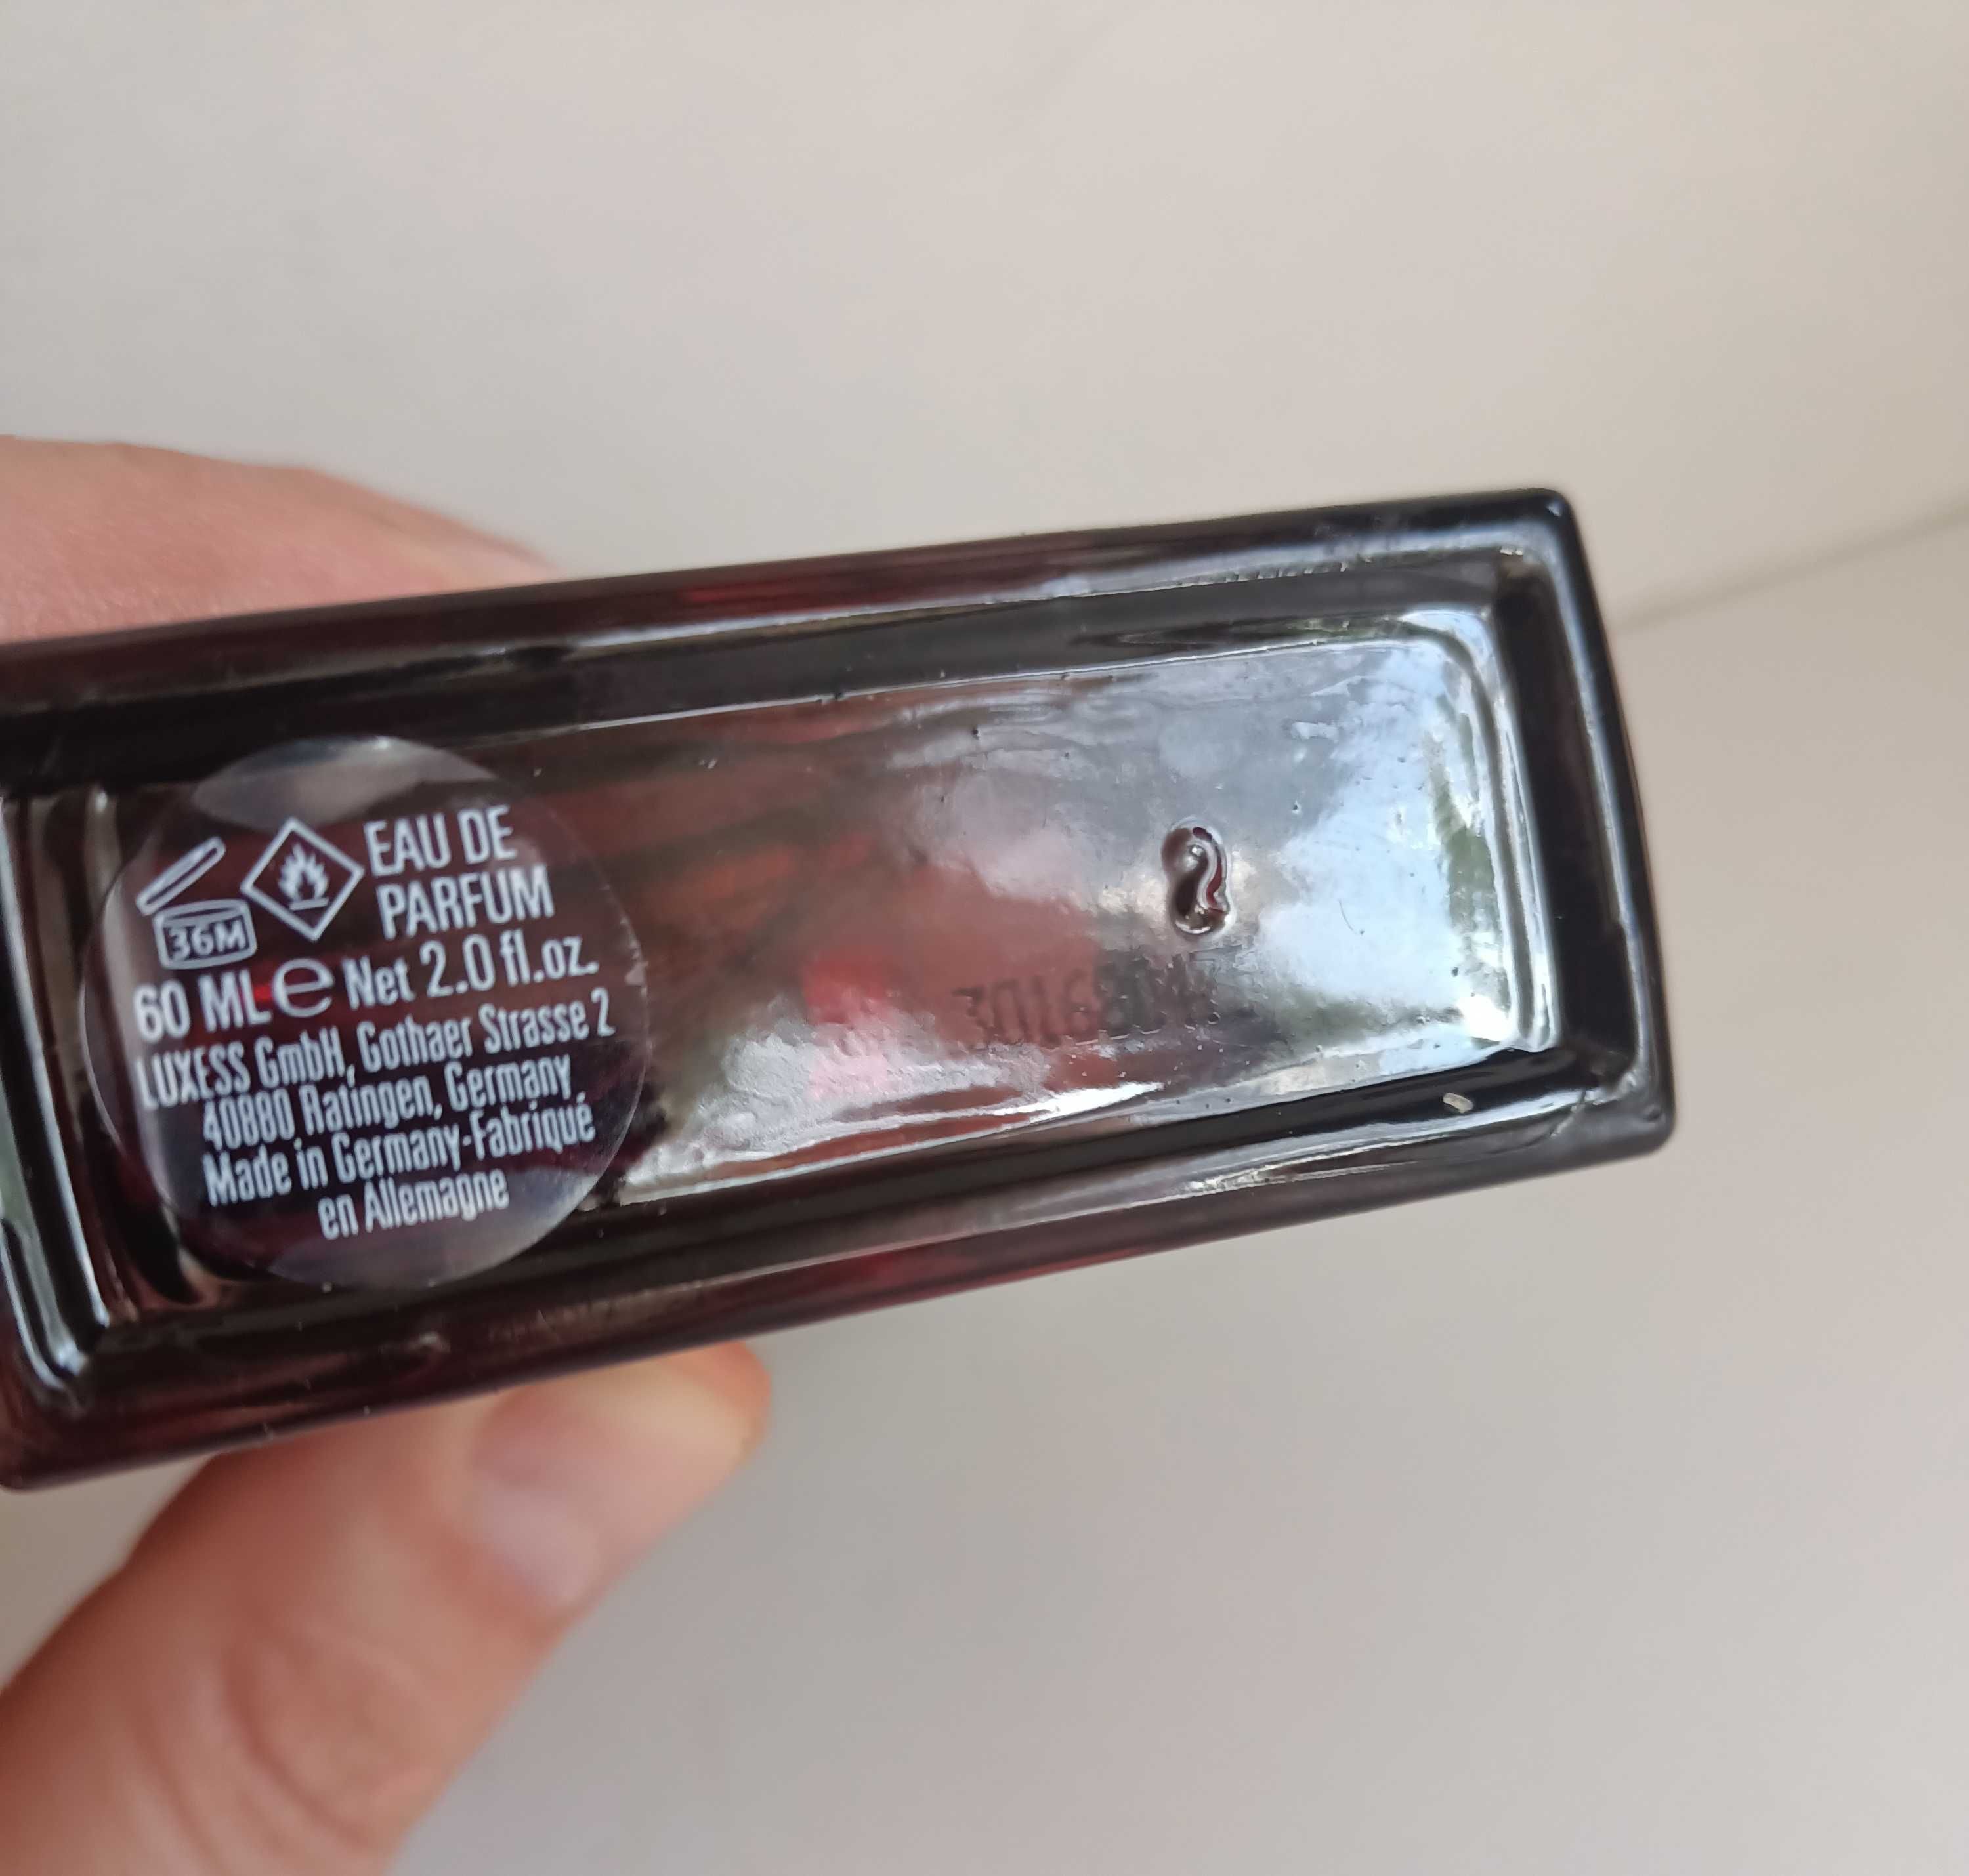 EAU DE
PARFUM
36M
60 ML e Net 2.0 fl.oz.
LUXESS GmbH, Gothaer Strasse 2
40880 Ratingen, Germany
Made in Germany-Fabriqué
en Allemagne
2